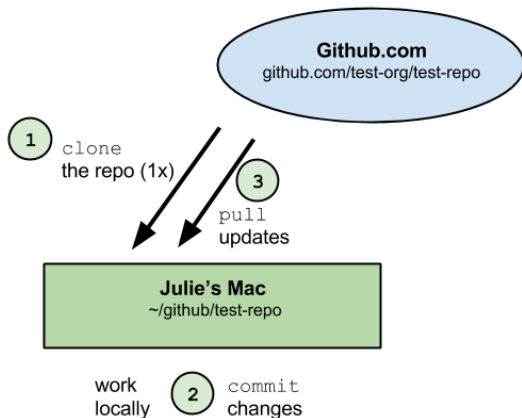 Github.com
github.com/test-org/test-repo
1
clone
the repo (1x)
3
pull
updates
Julie's Mac
~/github/test-repo
work
locally
2
commit
changes